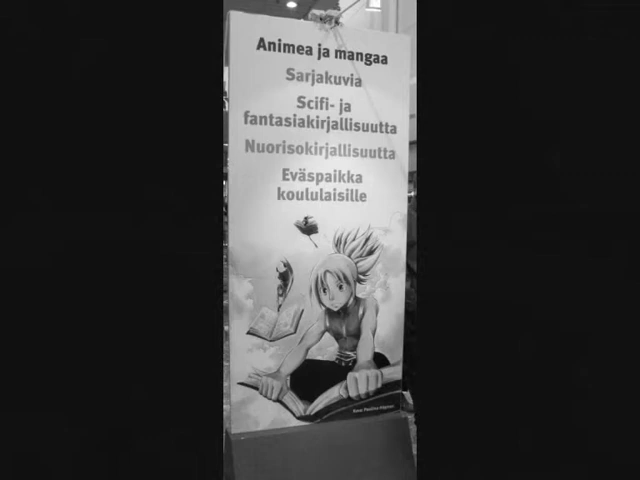 Animea ja mangaa
Sarjakuvia
Scifi- ja
fantasiakirjallisuutta
Nuorisokirjallisuutta
Eväspaikka
koululaisille